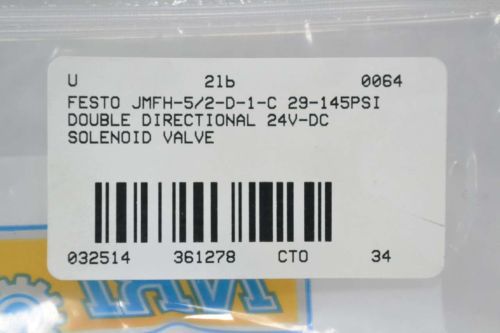 U 21b 0064
FESTO JMFH-5/2-D-1-C 29-145PSI
DOUBLE DIRECTIONAL 24V-DC
SOLENOID VALVE
032514 361278 CTO 34